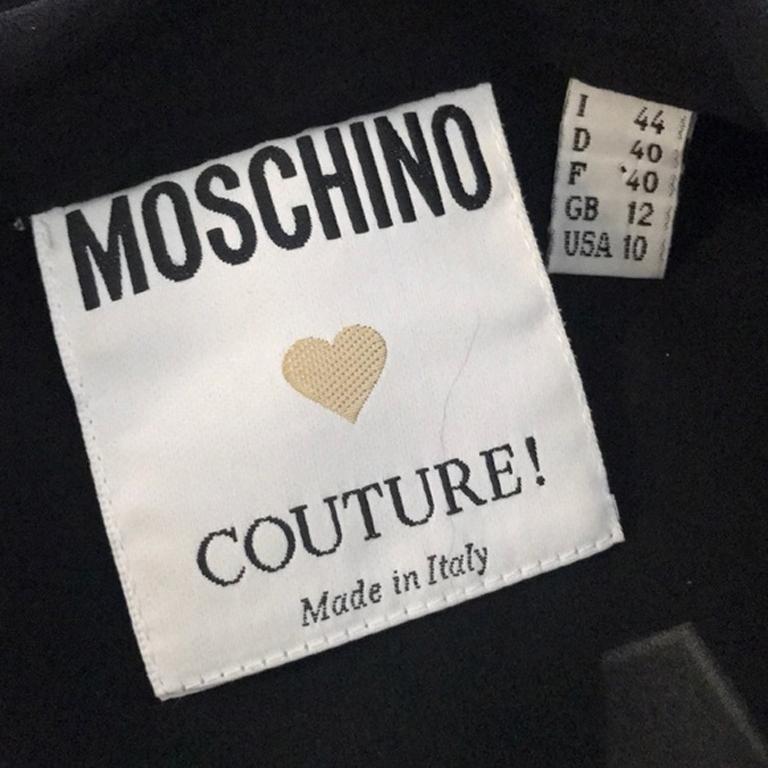 MOSCHINO
COUTURE!
Made in Italy
I 44
D 40
F 40
GB 12
USA 10